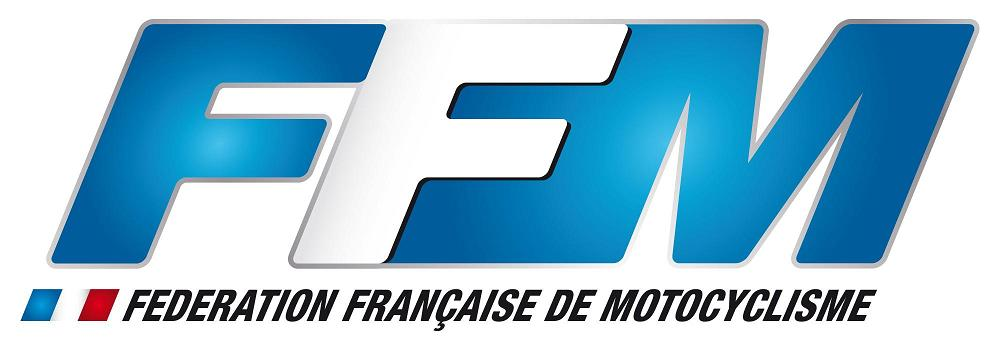 FFM
FEDERATION FRANÇAISE DE MOTOCYCLISME